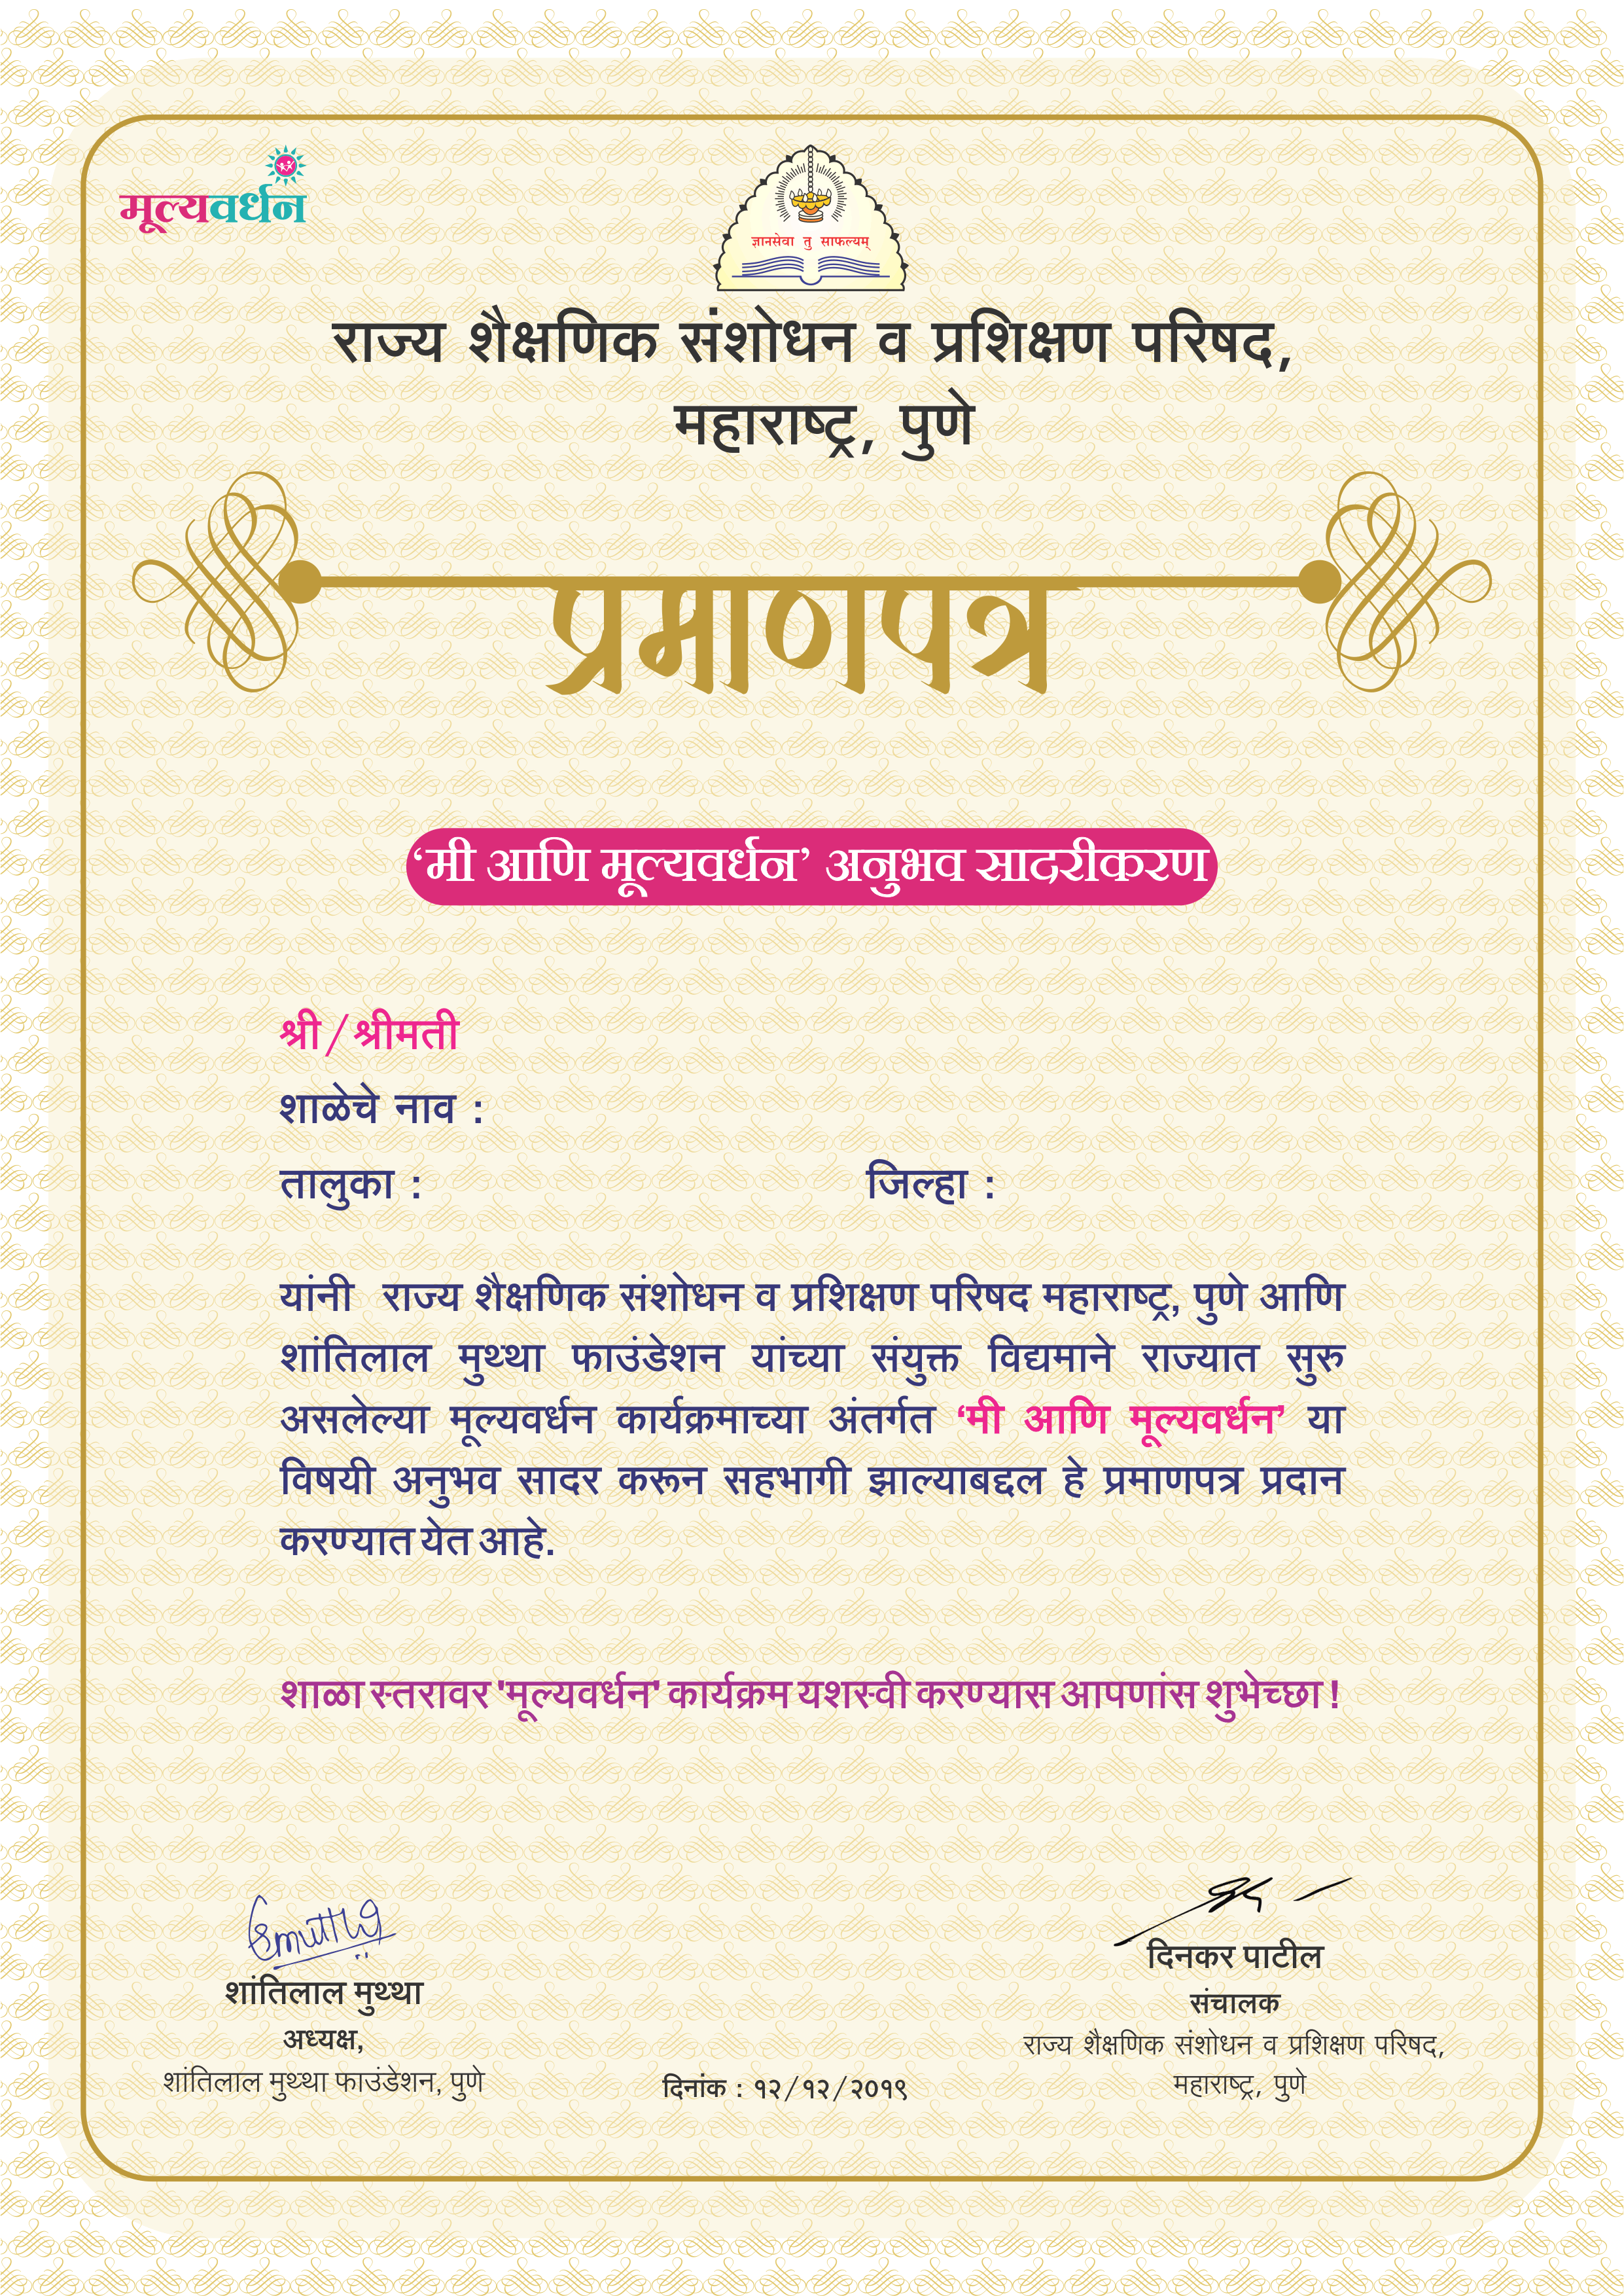 मूल्यवर्धन
ज्ञानसेवा तु साफल्यम्
राज्य शैक्षणिक संशोधन व प्रशिक्षण परिषद,
महाराष्ट्र, पुणे
प्रमाणपत्र
‘मी आणि मूल्यवर्धन’ अनुभव सादरीकरण
श्री/श्रीमती
शाळेचे नाव :
तालुका : जिल्हा :
यांनी राज्य शैक्षणिक संशोधन व प्रशिक्षण परिषद महाराष्ट्र, पुणे आणि
शांतिलाल मुथ्था फाउंडेशन यांच्या संयुक्त विद्यमाने राज्यात सुरु
असलेल्या मूल्यवर्धन कार्यक्रमाच्या अंतर्गत ‘मी आणि मूल्यवर्धन’ या
विषयी अनुभव सादर करून सहभागी झाल्याबद्दल हे प्रमाणपत्र प्रदान
करण्यात येत आहे.
शाळा स्तरावर 'मूल्यवर्धन' कार्यक्रम यशस्वी करण्यास आपणांस शुभेच्छा !
Smuttha
शांतिलाल मुथ्था
अध्यक्ष,
शांतिलाल मुथ्था फाउंडेशन, पुणे
दिनांक : १२/१२/२०१९
दिनकर पाटील
संचालक
राज्य शैक्षणिक संशोधन व प्रशिक्षण परिषद,
महाराष्ट्र, पुणे